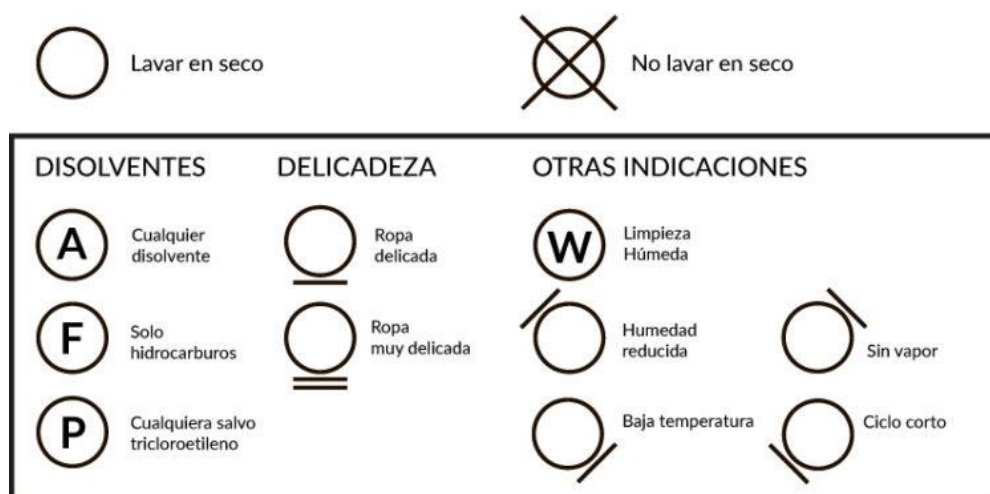 Lavar en seco
No lavar en seco
DISOLVENTES
DELICADEZA
OTRAS INDICACIONES
A
Cualquier
disolvente
Ropa
delicada
W
Limpieza
Húmeda
F
Solo
hidrocarburos
Ropa
muy delicada
Humedad
reducida
Sin vapor
P
Cualquiera salvo
tricloroetileno
Baja temperatura
Ciclo corto